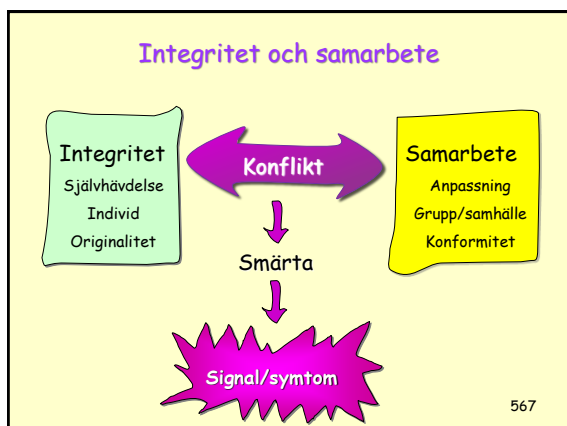 Integritet och samarbete
Integritet
Självhävdelse
Individ
Originalitet
Konflikt
Samarbete
Anpassning
Grupp/samhälle
Konformitet
Smärta
Signal/symtom
567